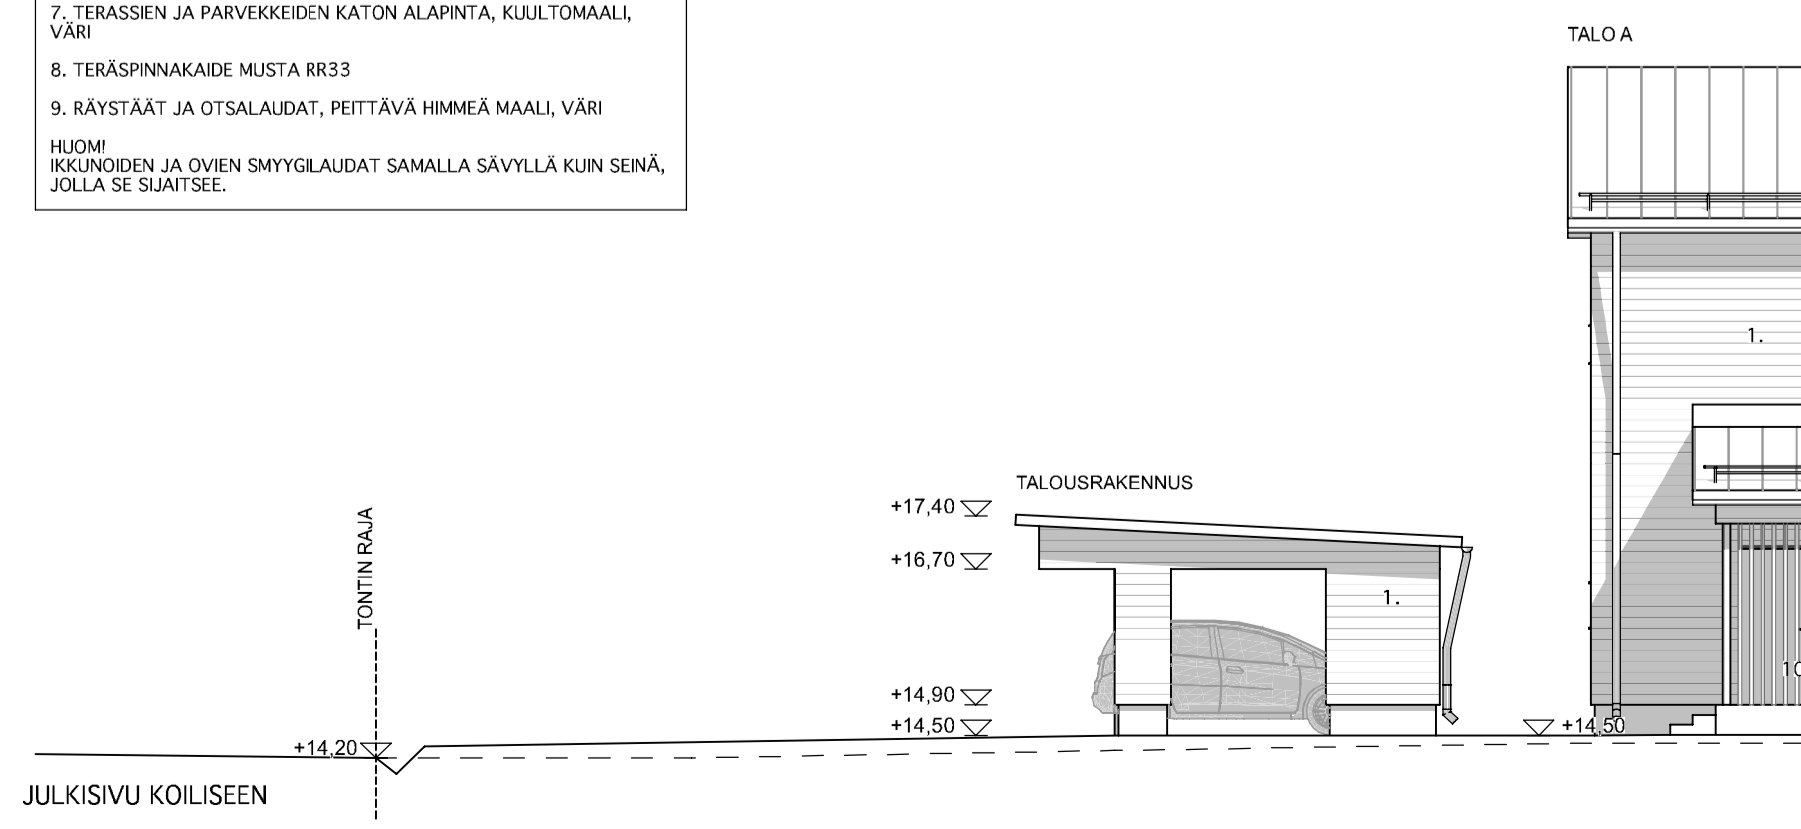 7. TERASSIEN JA PARVEKKEIDEN KATON ALAPINTA, KUULTOMAALI,
VÄRI
8. TERÄSPINNAKAIDE MUSTA RR33
9. RÄYSTÄÄT JA OTSALAUDAT, PEITTÄVÄ HIMMEÄ MAALI, VÄRI
HUOM!
IKKUNOIDEN JA OVIEN SMYYGILAUDAT SAMALLA SÄVYLLÄ KUIN SEINÄ,
JOLLA SE SIJAITSEE.
TALO A
1.
TALOUSRAKENNUS
+17,40
+16,70
1.
+14,90
+14,50
+14,50
10
TONTIN RAJA
+14,20
JULKISIVU KOILISEEN